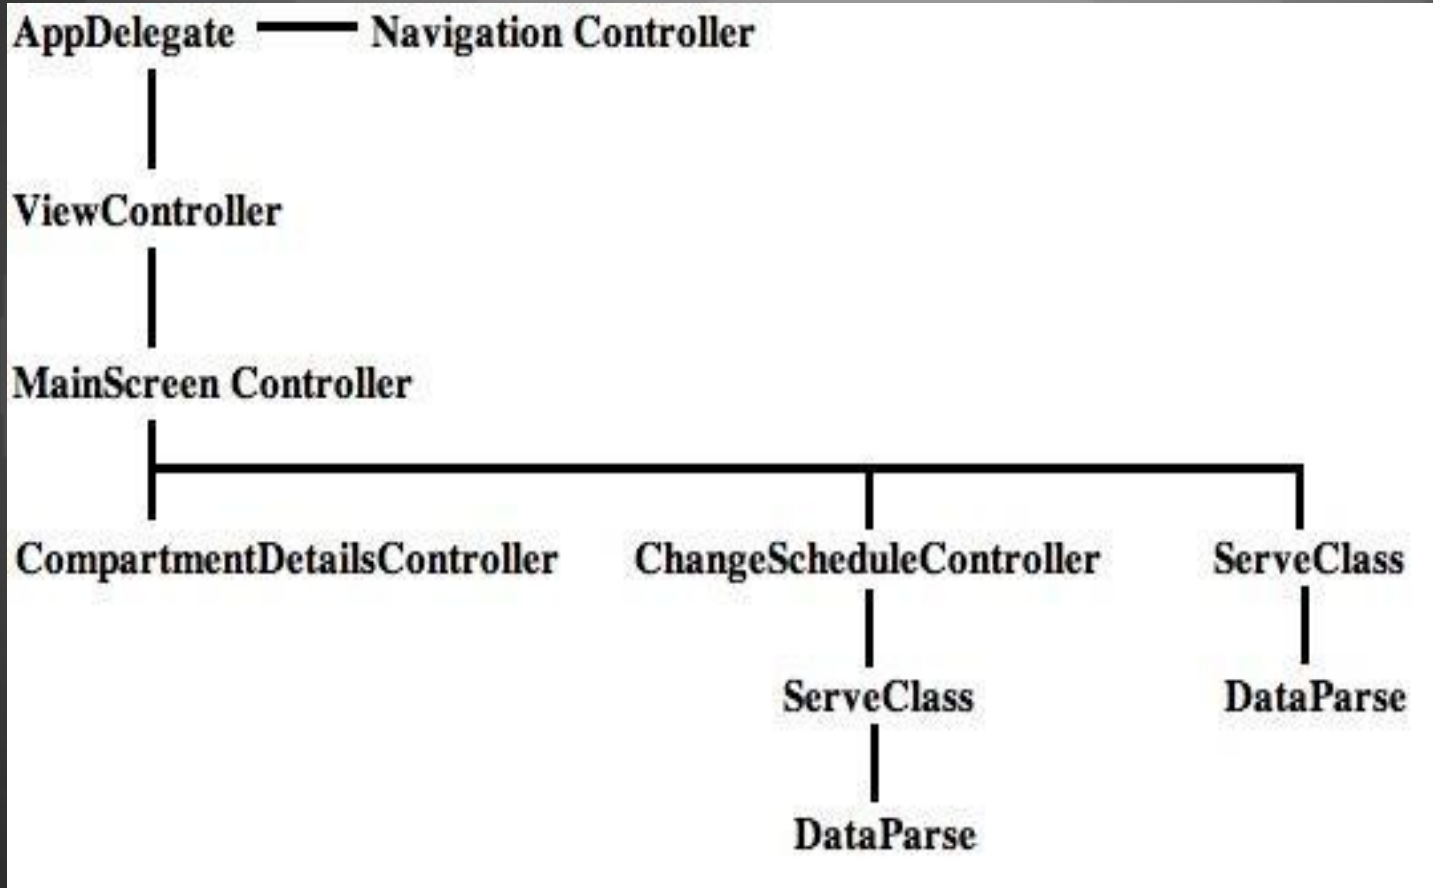 AppDelegate Navigation Controller
ViewController
MainScreen Controller
CompartmentDetailsController ChangeScheduleController ServeClass
ServeClass DataParse
DataParse